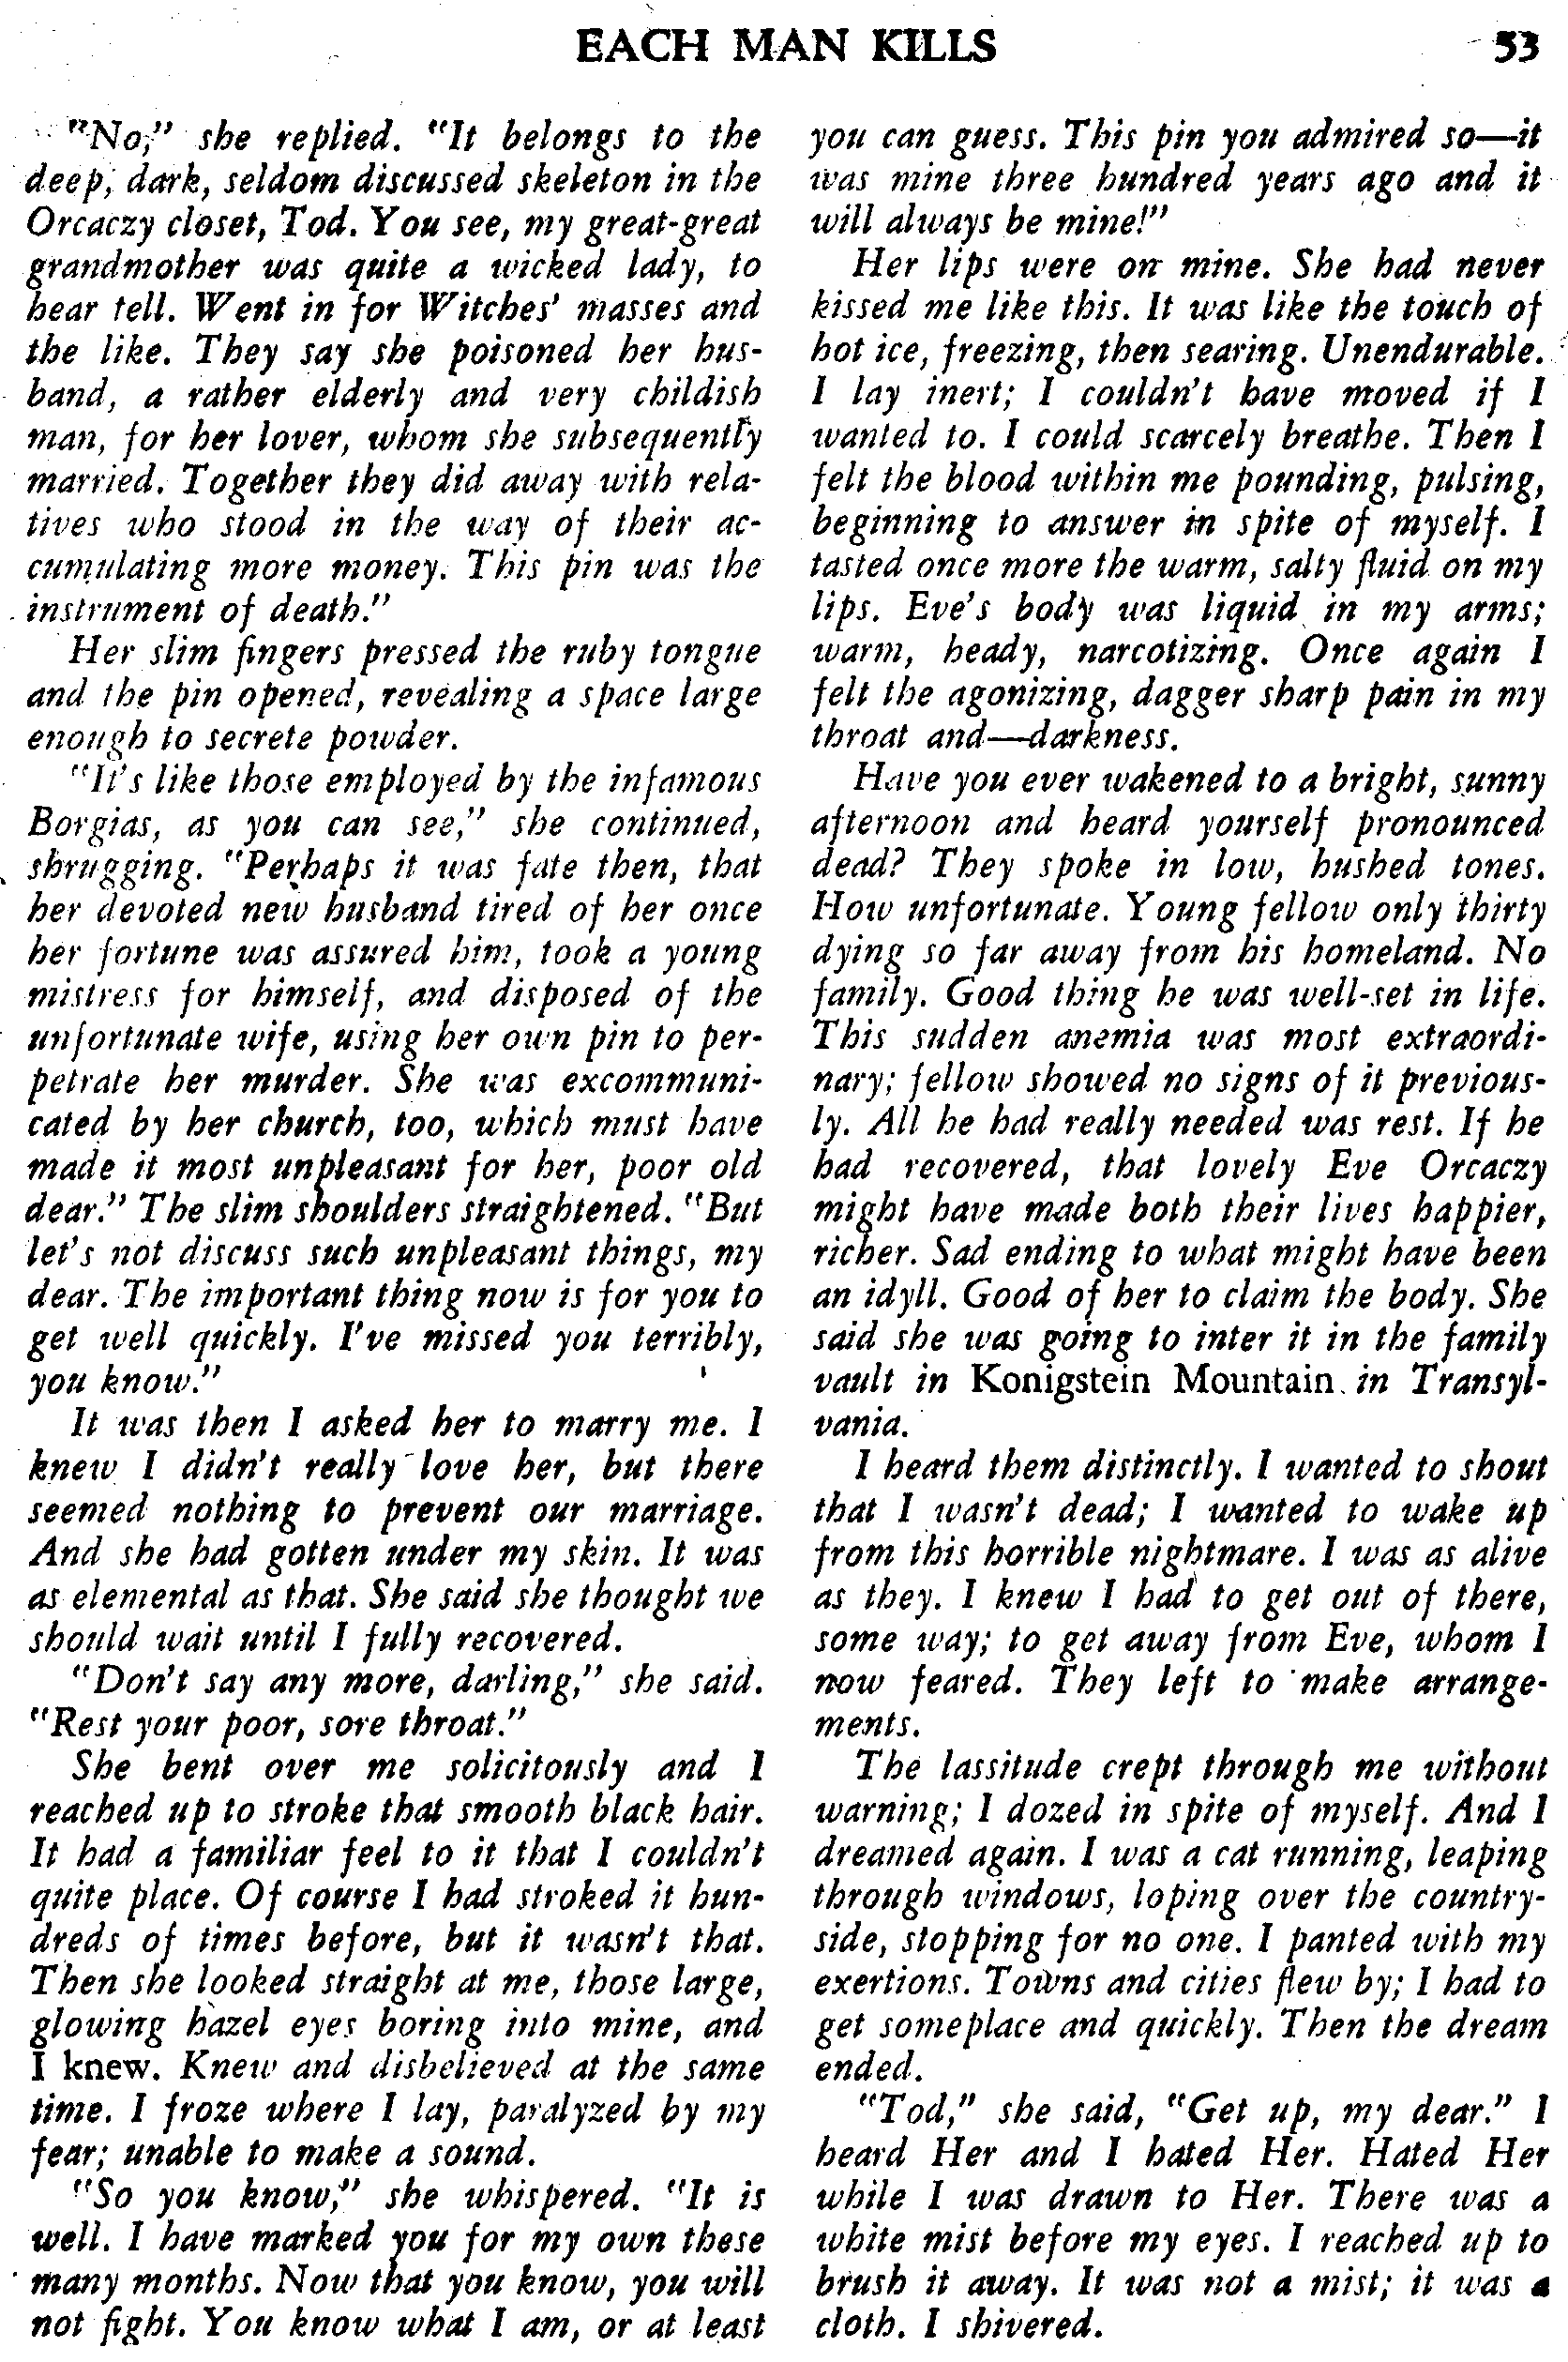 EACH MAN KILLS 53
"No," she replied. "It belongs to the
deep, dark, seldom discussed skeleton in the
Orcaczy closet, Tod. You see, my great-great
grandmother was quite a wicked lady, to
hear tell. Went in for Witches' masses and
the like. They say she poisoned her hus-
band, a rather elderly and very childish
man, for her lover, whom she subsequently
married. Together they did away with rela-
tives who stood in the way of their ac-
cumulating more money. This pin was the
instrument of death."
Her slim fingers pressed the ruby tongue
and the pin opened, revealing a space large
enough to secrete powder.
"It's like those employed by the infamous
Borgias, as you can see," she continued,
shrugging. "Perhaps it was fate then, that
her devoted new husband tired of her once
her fortune was assured him, took a young
mistress for himself, and disposed of the
unfortunate wife, using her own pin to per-
petrate her murder. She was excommuni-
cated by her church, too, which must have
made it most unpleasant for her, poor old
dear." The slim shoulders straightened. "But
let's not discuss such unpleasant things, my
dear. The important thing now is for you to
get well quickly. I've missed you terribly,
you know."
It was then I asked her to marry me. I
knew I didn't really love her, but there
seemed nothing to prevent our marriage.
And she had gotten under my skin. It was
as elemental as that. She said she thought we
should wait until I fully recovered.
"Don't say any more, darling," she said.
"Rest your poor, sore throat."
She bent over me solicitously and I
reached up to stroke that smooth black hair.
It had a familiar feel to it that I couldn't
quite place. Of course I had stroked it hun-
dreds of times before, but it wasn't that.
Then she looked straight at me, those large,
glowing hazel eyes boring into mine, and
I knew. Knew and disbelieved at the same
time. I froze where I lay, paralyzed by my
fear; unable to make a sound.
"So you know," she whispered. "It is
well. I have marked you for my own these
many months. Now that you know, you will
not fight. You know what I am, or at least
you can guess. This pin you admired so—it
was mine three hundred years ago and it
will always be mine!"
Her lips were on mine. She had never
kissed me like this. It was like the touch of
hot ice, freezing, then searing. Unendurable.
I lay inert; I couldn't have moved if I
wanted to. I could scarcely breathe. Then I
felt the blood within me pounding, pulsing,
beginning to answer in spite of myself. I
tasted once more the warm, salty fluid on my
lips. Eve's body was liquid in my arms;
warm, heady, narcotizing. Once again I
felt the agonizing, dagger sharp pain in my
throat and—darkness.
Have you ever wakened to a bright, sunny
afternoon and heard yourself pronounced
dead? They spoke in low, hushed tones.
How unfortunate. Young fellow only thirty
dying so far away from his homeland. No
family. Good thing he was well-set in life.
This sudden anemia was most extraordi-
nary; fellow showed no signs of it previous-
ly. All he had really needed was rest. If he
had recovered, that lovely Eve Orcaczy
might have made both their lives happier,
richer. Sad ending to what might have been
an idyll. Good of her to claim the body. She
said she was going to inter it in the family
vault in Konigstein Mountain in Transyl-
vania.
I heard them distinctly. I wanted to shout
that I wasn't dead; I wanted to wake up
from this horrible nightmare. I was as alive
as they. I knew I had to get out of there,
some way; to get away from Eve, whom I
now feared. They left to make arrange-
ments.
The lassitude crept through me without
warning; I dozed in spite of myself. And I
dreamed again. I was a cat running, leaping
through windows, loping over the country-
side, stopping for no one. I panted with my
exertions. Towns and cities flew by; I had to
get someplace and quickly. Then the dream
ended.
"Tod," she said, "Get up, my dear." I
heard Her and I hated Her. Hated Her
while I was drawn to Her. There was a
white mist before my eyes. I reached up to
brush it away. It was not a mist; it was a
cloth. I shivered.